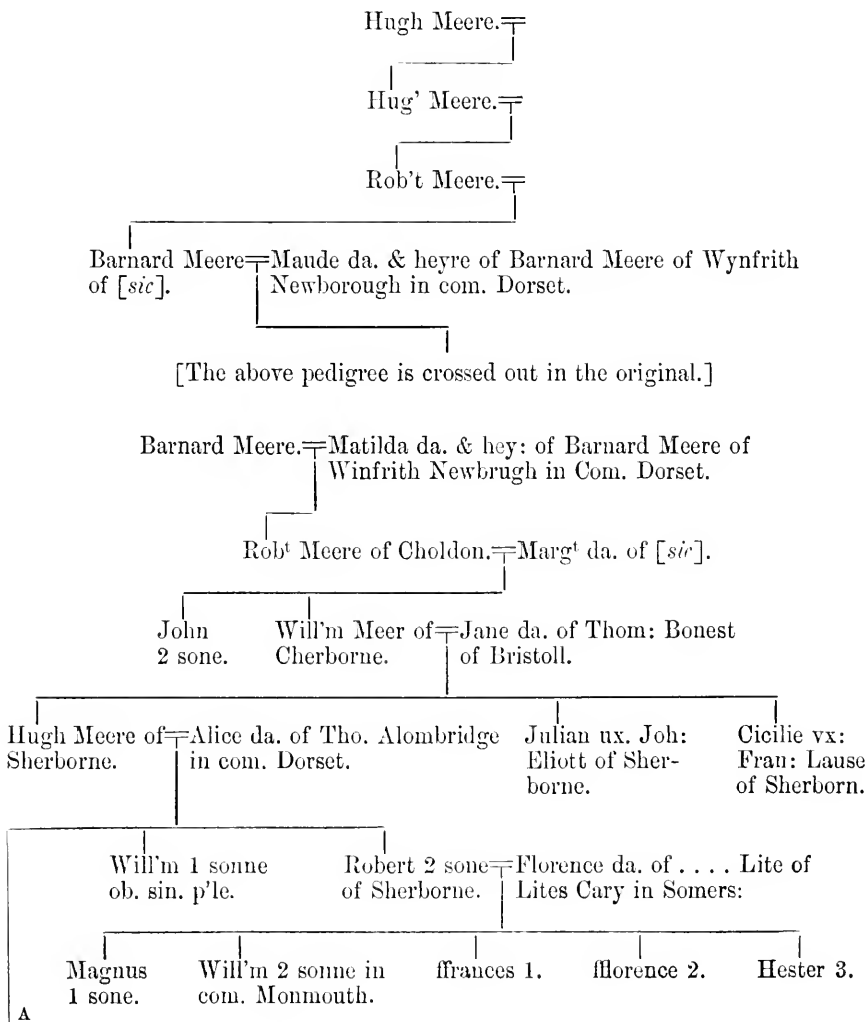 Hugh Meere.
Hug' Meere.
Rob't Meere.
Barnard Meere Maude da. & heyre of Barnard Meere of Wynfrith
of [sic]. Newborough in com. Dorset.
[The above pedigree is crossed out in the original.]
Barnard Meere. Matilda da. & hey: of Barnard Meere of
Winfrith Newbrugh in Com. Dorset.
Robᵗ Meere of Choldon. Margᵗ da. of [sic].
John Will'm Meer of Jane da. of Thom: Bonest
2 sone. Cherborne. of Bristoll.
Hugh Meere of Alice da. of Tho. Alombridge Julian ux. Joh: Cicilie vx:
Sherborne. in com. Dorset. Eliott of Sher- Fran: Lause
borne. of Sherborn.
Will'm 1 sonne Robert 2 sone Florence da. of . . . . Lite of
ob. sin. p'le. of Sherborne. Lites Cary in Somers:
Magnus Will'm 2 sonne in ffrances 1. fflorence 2. Hester 3.
1 sone. com. Monmouth.
A